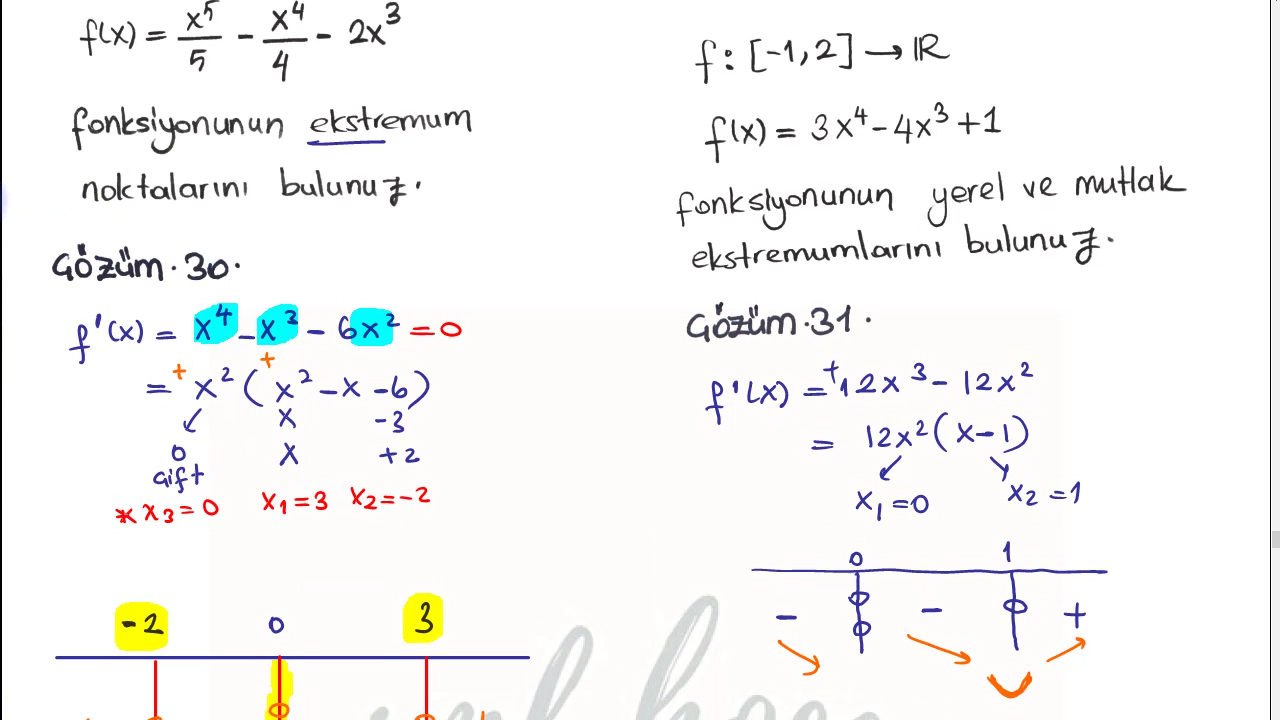 f(x) = x⁵/5 - x⁴/4 - 2x³
fonksiyonunun ekstremum
noktalarını bulunuz.
Çözüm.30.
f'(x) = x⁴ - x³ - 6x² = 0
= x² ( x² - x - 6)
+ +
x -3
0 x +2
çift
* x₃ = 0 x₁ = 3 x₂ = -2
-2 0 3
f : [-1, 2] → ℝ
f(x) = 3x⁴ - 4x³ + 1
fonksiyonunun yerel ve mutlak
ekstremumlarını bulunuz.
Çözüm.31.
f'(x) = +12x³ - 12x²
= 12x² (x-1)
x₁ = 0 x₂ = 1
0 1
- - +